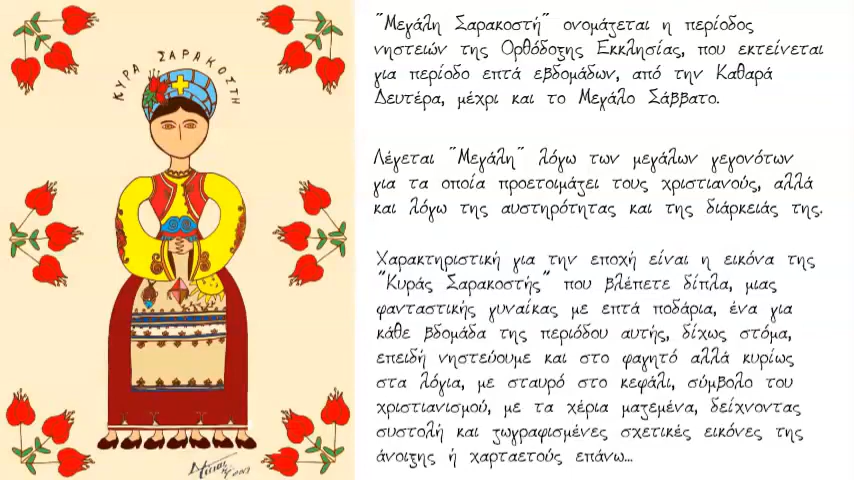 ΚΥΡΑ ΣΑΡΑΚΟΣΤΗ
"Μεγάλη Σαρακοστή" ονομάζεται η περίοδος
νηστειών της Ορθόδοξης Εκκλησίας, που εκτείνεται
για περίοδο επτά εβδομάδων, από την Καθαρά
Δευτέρα, μέχρι και το Μεγάλο Σάββατο.
Λέγεται "Μεγάλη" λόγω των μεγάλων γεγονότων
για τα οποία προετοιμάζει τους χριστιανούς, αλλά
και λόγω της αυστηρότητας και της διάρκειάς της.
Χαρακτηριστική για την εποχή είναι η εικόνα της
"Κυράς Σαρακοστής" που βλέπετε δίπλα, μιας
φανταστικής γυναίκας με επτά ποδάρια, ένα για
κάθε βδομάδα της περιόδου αυτής, δίχως στόμα,
επειδή νηστεύουμε και στο φαγητό αλλά κυρίως
στα λόγια, με σταυρό στο κεφάλι, σύμβολο του
χριστιανισμού, με τα χέρια μαζεμένα, δείχνοντας
συστολή και ζωγραφισμένες σχετικές εικόνες της
άνοιξης ή χαρταετούς επάνω...